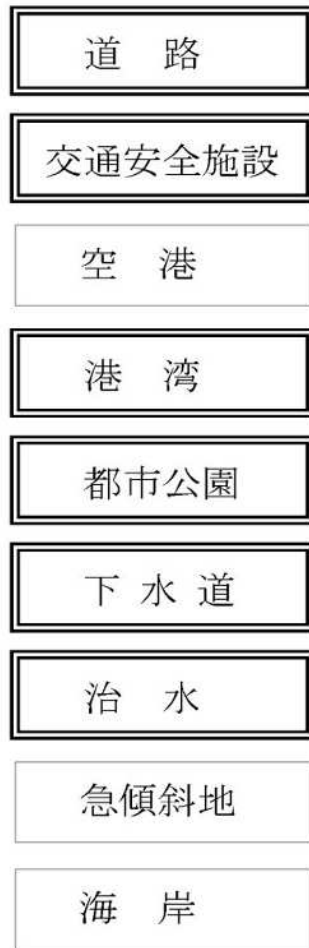 道　路
交通安全施設
空　港
港　湾
都市公園
下 水 道
治　水
急傾斜地
海　岸